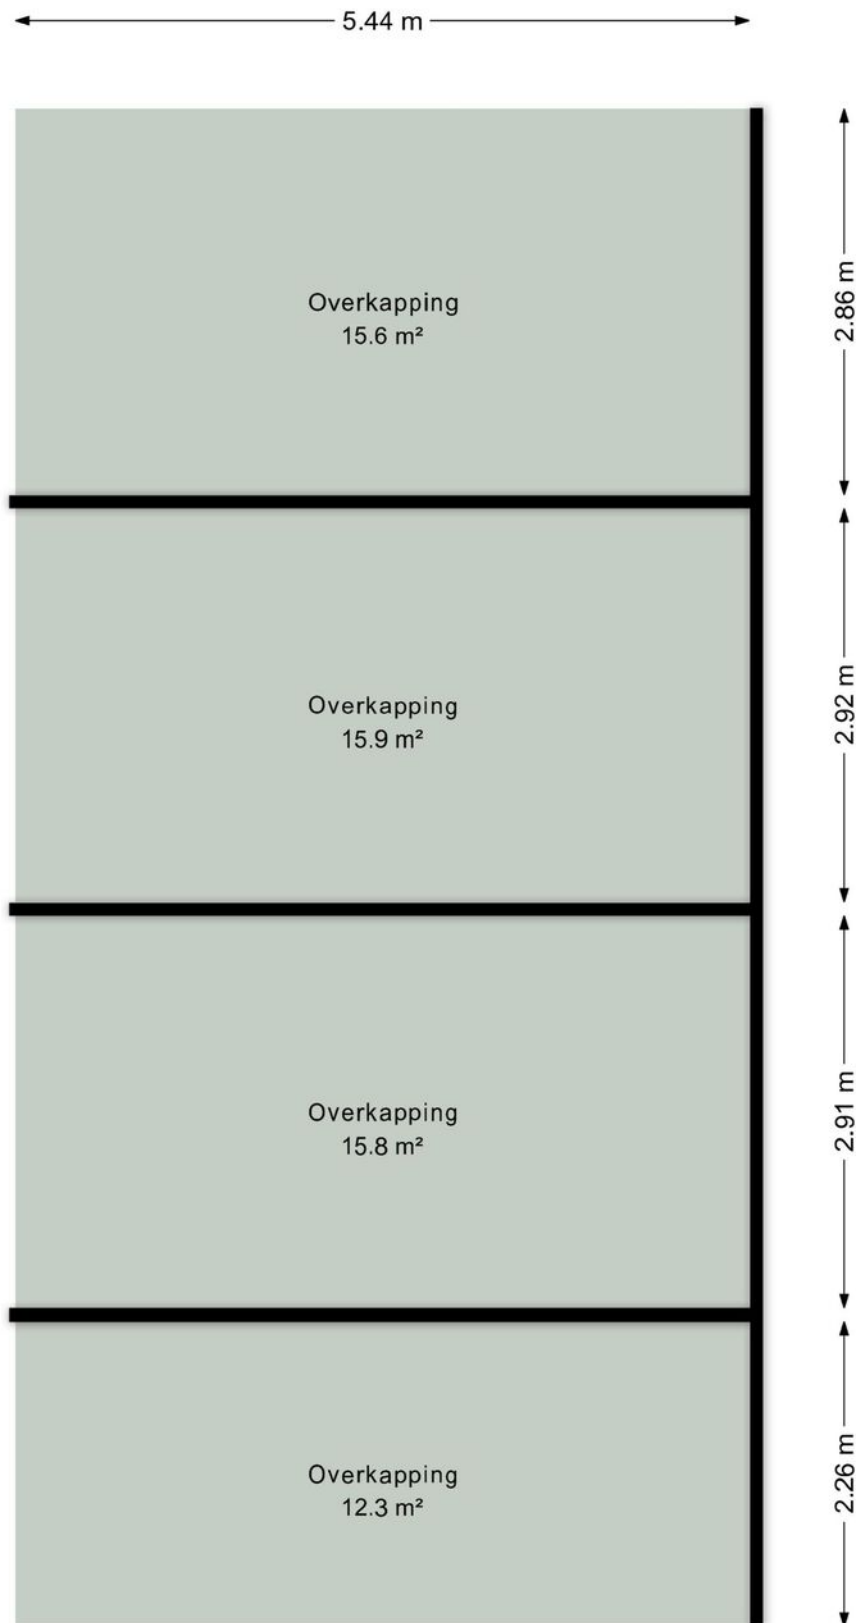 5.44 m
Overkapping
15.6 m²
2.86 m
Overkapping
15.9 m²
2.92 m
Overkapping
15.8 m²
2.91 m
Overkapping
12.3 m²
2.26 m